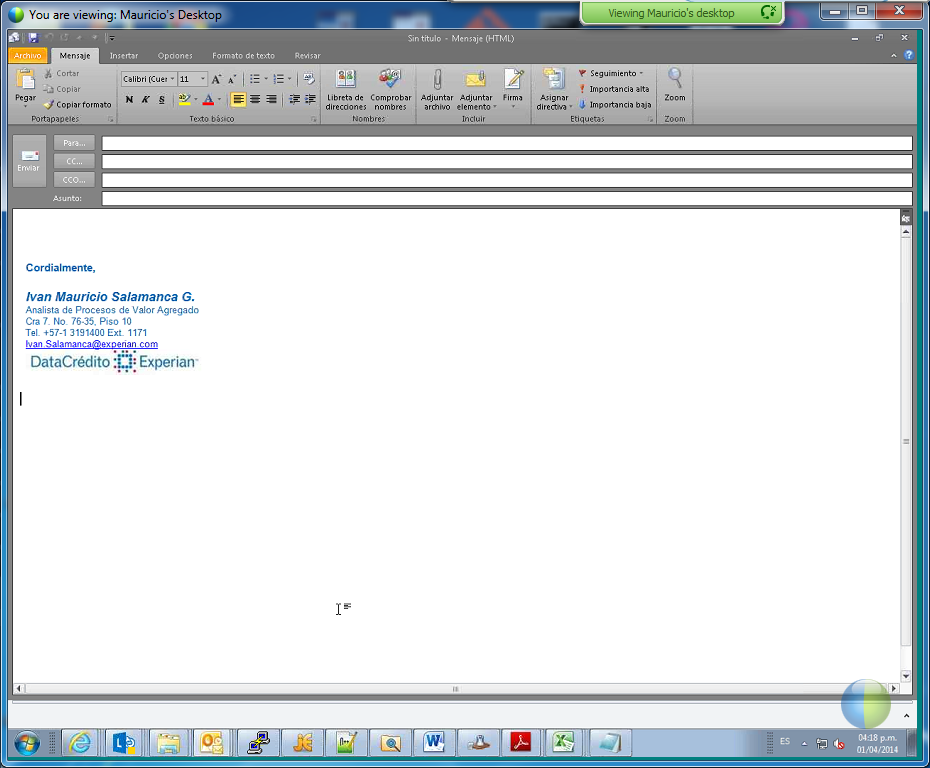 You are viewing: Mauricio's Desktop
Viewing Mauricio's desktop
Sin título - Mensaje (HTML)
Archivo Mensaje Insertar Opciones Formato de texto Revisar
Pegar
Cortar
Copiar
Copiar formato
Portapapeles
Calibri (Cuer 11
N K S
Texto básico
Libreta de direcciones
Comprobar nombres
Nombres
Adjuntar archivo
Adjuntar elemento
Firma
Incluir
Asignar directiva
Seguimiento
Importancia alta
Importancia baja
Etiquetas
Zoom
Zoom
Enviar
Para...
CC...
CCO...
Asunto:
Cordialmente,
Ivan Mauricio Salamanca G.
Analista de Procesos de Valor Agregado
Cra 7. No. 76-35, Piso 10
Tel. +57-1 3191400 Ext. 1171
Ivan.Salamanca@experian.com
DataCrédito Experian
ES
04:18 p.m.
01/04/2014